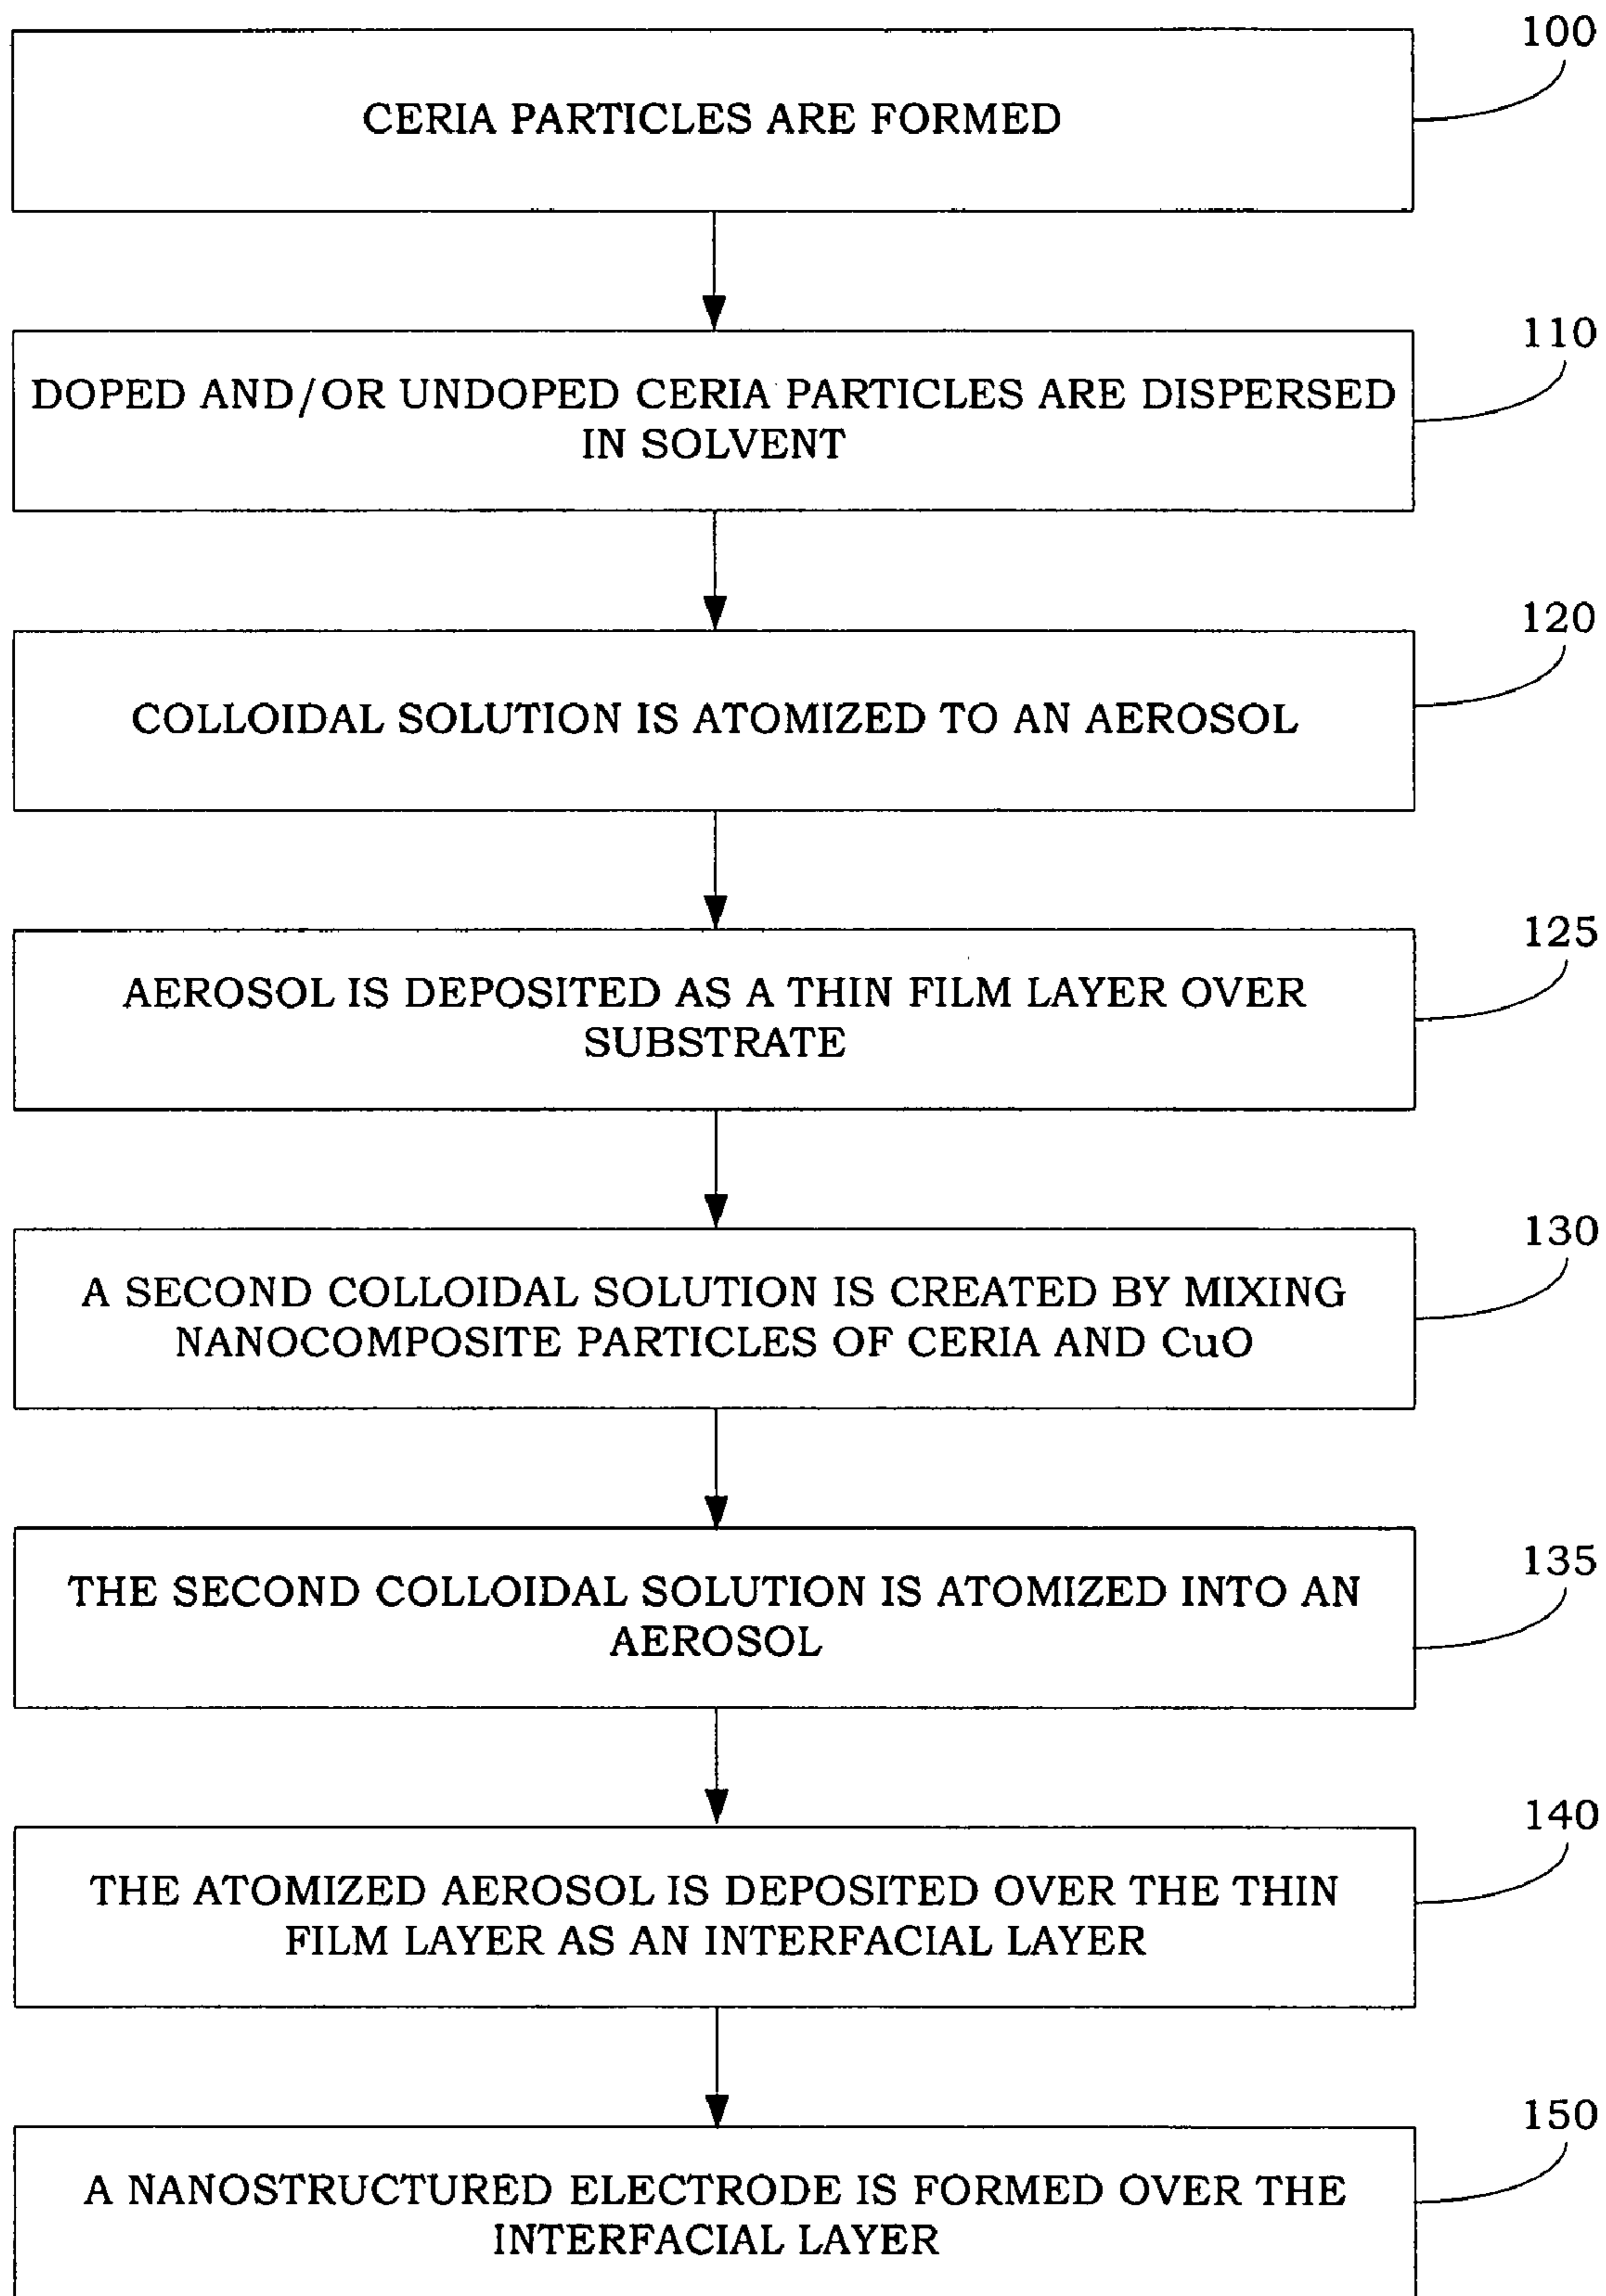 100
CERIA PARTICLES ARE FORMED
110
DOPED AND/OR UNDOPED CERIA PARTICLES ARE DISPERSED
IN SOLVENT
120
COLLOIDAL SOLUTION IS ATOMIZED TO AN AEROSOL
125
AEROSOL IS DEPOSITED AS A THIN FILM LAYER OVER
SUBSTRATE
130
A SECOND COLLOIDAL SOLUTION IS CREATED BY MIXING
NANOCOMPOSITE PARTICLES OF CERIA AND CuO
135
THE SECOND COLLOIDAL SOLUTION IS ATOMIZED INTO AN
AEROSOL
140
THE ATOMIZED AEROSOL IS DEPOSITED OVER THE THIN
FILM LAYER AS AN INTERFACIAL LAYER
150
A NANOSTRUCTURED ELECTRODE IS FORMED OVER THE
INTERFACIAL LAYER